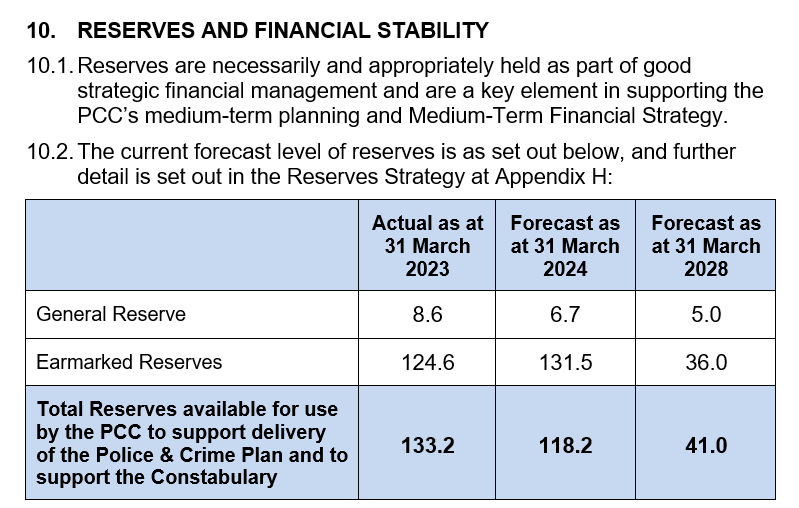 10. RESERVES AND FINANCIAL STABILITY
10.1. Reserves are necessarily and appropriately held as part of good
strategic financial management and are a key element in supporting the
PCC’s medium-term planning and Medium-Term Financial Strategy.
10.2. The current forecast level of reserves is as set out below, and further
detail is set out in the Reserves Strategy at Appendix H:
Actual as at Forecast as Forecast as
31 March at 31 March at 31 March
2023 2024 2028
General Reserve 8.6 6.7 5.0
Earmarked Reserves 124.6 131.5 36.0
Total Reserves available for use
by the PCC to support delivery
of the Police & Crime Plan and to 133.2 118.2 41.0
support the Constabulary